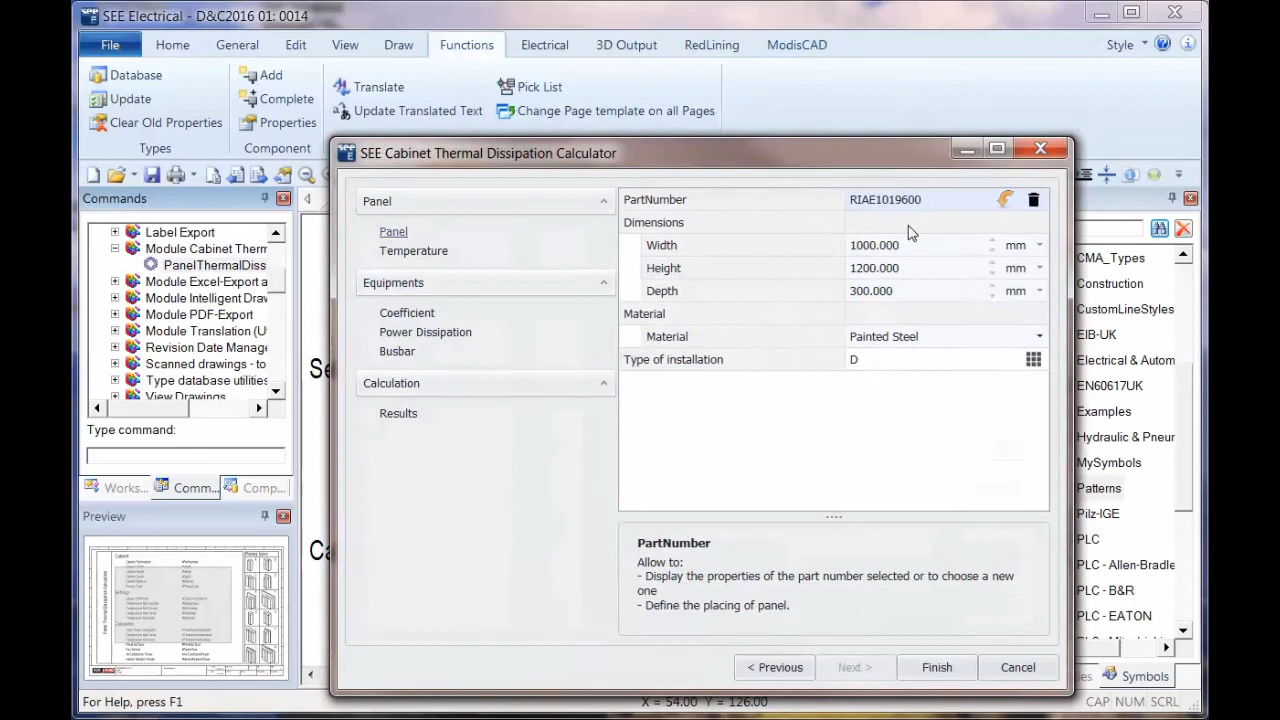 SEE Electrical - D&C2016 01: 0014
File Home General Edit View Draw Functions Electrical 3D Output RedLining ModisCAD Style
Database
Update
Clear Old Properties
Types
Add
Complete
Properties
Component
Translate
Update Translated Text
Pick List
Change Page template on all Pages
Commands
Label Export
Module Cabinet Therm
PanelThermalDiss
Module Excel-Export a
Module Intelligent Draw
Module PDF-Export
Module Translation (U
Revision Date Manage
Scanned drawings - to
Type database utilities
View Drawings
Type command:
Works... Comm... Comp...
Preview
SEE Cabinet Thermal Dissipation Calculator
Panel
Panel
Temperature
Equipments
Coefficient
Power Dissipation
Busbar
Calculation
Results
PartNumber RIAE1019600
Dimensions
Width 1000.000 mm
Height 1200.000 mm
Depth 300.000 mm
Material
Material Painted Steel
Type of installation D
PartNumber
Allow to:
- Display the properties of the part number selected or to choose a new
one
- Define the placing of panel.
< Previous Next > Finish Cancel
CMA_Types
Construction
CustomLineStyles
EIB-UK
Electrical & Autom
EN60617UK
Examples
Hydraulic & Pneur
MySymbols
Patterns
Pilz-IGE
PLC
PLC - Allen-Bradle
PLC - B&R
PLC - EATON
Symbols
For Help, press F1
X = 54.00 Y = 126.00
CAP NUM SCRL